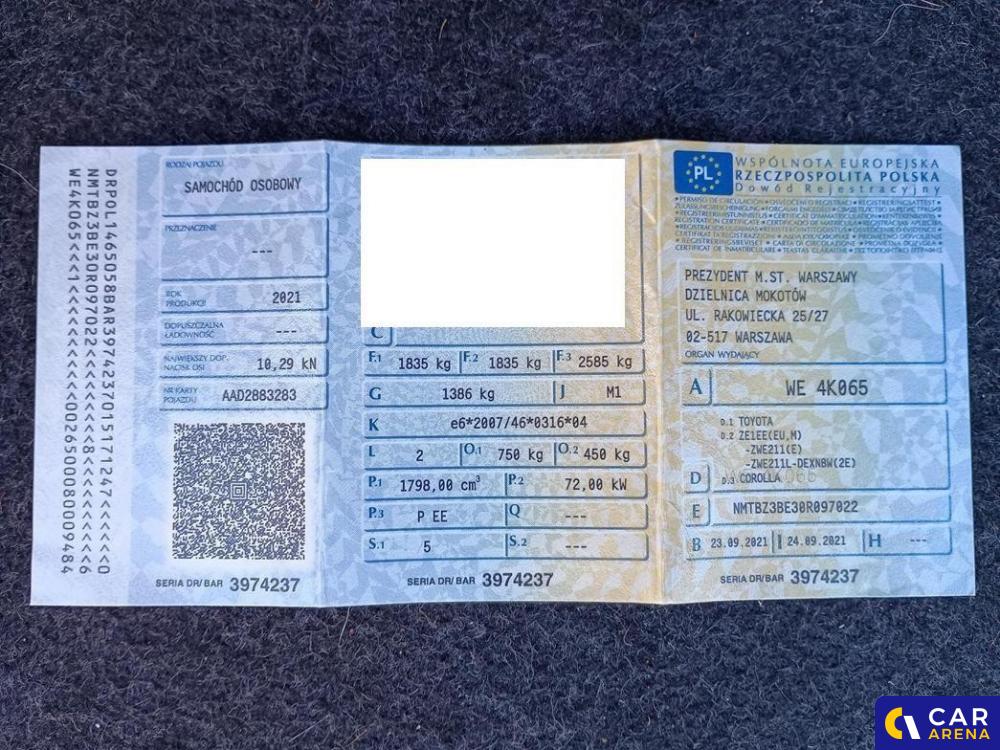 DRPOL1465058BAR3974237015171247<<<<<<O
RODZAJ POJAZDU
SAMOCHÓD OSOBOWY
PRZEZNACZENIE
---
ROK PRODUKCJI
2021
DOPUSZCZALNA ŁADOWNOŚĆ
---
NAJWIĘKSZY DOP. NACISK OSI
10,29 kN
NR KARTY POJAZDU
AAD2883283
SERIA DR/BAR 3974237
C
F.1 1835 kg F.2 1835 kg F.3 2585 kg
G 1386 kg J M1
K e6*2007/46*0316*04
L 2 O.1 750 kg O.2 450 kg
P.1 1798,00 cm³ P.2 72,00 kW
P.3 P EE Q ---
S.1 5 S.2 ---
SERIA DR/BAR 3974237
PL
WSPÓLNOTA EUROPEJSKA
RZECZPOSPOLITA POLSKA
Dowód Rejestracyjny
PREZYDENT M.ST. WARSZAWY
DZIELNICA MOKOTÓW
UL. RAKOWIECKA 25/27
02-517 WARSZAWA
ORGAN WYDAJĄCY
A WE 4K065
D.1 TOYOTA
D.2 ZE1EE(EU,M)
-ZWE211(E)
-ZWE211L-DEXNBW(2E)
D D.3 COROLLA
E NMTBZ3BE30R097022
B 23.09.2021 I 24.09.2021 H ---
SERIA DR/BAR 3974237
CAR
ARENA